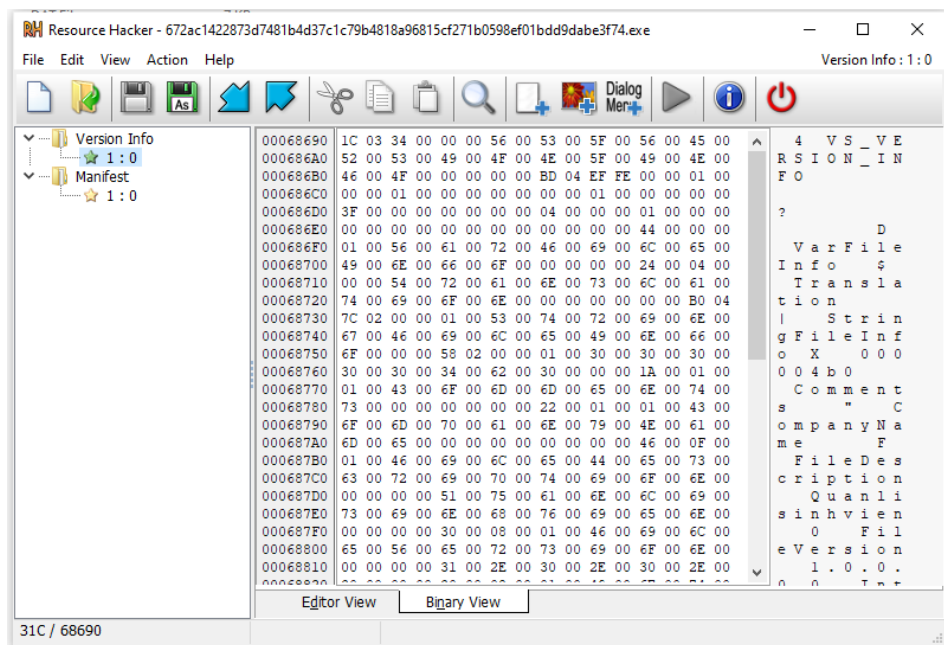 Resource Hacker - 672ac1422873d7481b4d37c1c79b4818a96815cf271b0598ef01bdd9dabe3f74.exe
File Edit View Action Help Version Info : 1 : 0
As Dialog Menu
Version Info
1 : 0
Manifest
1 : 0
00068690 1C 03 34 00 00 00 56 00 53 00 5F 00 56 00 45 00 4 V S _ V E
000686A0 52 00 53 00 49 00 4F 00 4E 00 5F 00 49 00 4E 00 R S I O N _ I N
000686B0 46 00 4F 00 00 00 00 00 BD 04 EF FE 00 00 01 00 F O
000686C0 00 00 01 00 00 00 00 00 00 00 01 00 00 00 00 00
000686D0 3F 00 00 00 00 00 00 00 04 00 00 00 01 00 00 00 ?
000686E0 00 00 00 00 00 00 00 00 00 00 00 00 44 00 00 00 D
000686F0 01 00 56 00 61 00 72 00 46 00 69 00 6C 00 65 00 V a r F i l e
00068700 49 00 6E 00 66 00 6F 00 00 00 00 00 24 00 04 00 I n f o $
00068710 00 00 54 00 72 00 61 00 6E 00 73 00 6C 00 61 00 T r a n s l a
00068720 74 00 69 00 6F 00 6E 00 00 00 00 00 00 00 B0 04 t i o n
00068730 7C 02 00 00 01 00 53 00 74 00 72 00 69 00 6E 00 | S t r i n
00068740 67 00 46 00 69 00 6C 00 65 00 49 00 6E 00 66 00 g F i l e I n f
00068750 6F 00 00 00 58 02 00 00 01 00 30 00 30 00 30 00 o X 0 0 0
00068760 30 00 30 00 34 00 62 00 30 00 00 00 1A 00 01 00 0 0 4 b 0
00068770 01 00 43 00 6F 00 6D 00 6D 00 65 00 6E 00 74 00 C o m m e n t
00068780 73 00 00 00 00 00 00 00 22 00 01 00 01 00 43 00 s " C
00068790 6F 00 6D 00 70 00 61 00 6E 00 79 00 4E 00 61 00 o m p a n y N a
000687A0 6D 00 65 00 00 00 00 00 00 00 00 00 46 00 0F 00 m e F
000687B0 01 00 46 00 69 00 6C 00 65 00 44 00 65 00 73 00 F i l e D e s
000687C0 63 00 72 00 69 00 70 00 74 00 69 00 6F 00 6E 00 c r i p t i o n
000687D0 00 00 00 00 51 00 75 00 61 00 6E 00 6C 00 69 00 Q u a n l i
000687E0 73 00 69 00 6E 00 68 00 76 00 69 00 65 00 6E 00 s i n h v i e n
000687F0 00 00 00 00 30 00 08 00 01 00 46 00 69 00 6C 00 0 F i l
00068800 65 00 56 00 65 00 72 00 73 00 69 00 6F 00 6E 00 e V e r s i o n
00068810 00 00 00 00 31 00 2E 00 30 00 2E 00 30 00 2E 00 1 . 0 . 0 .
Editor View Binary View
31C / 68690